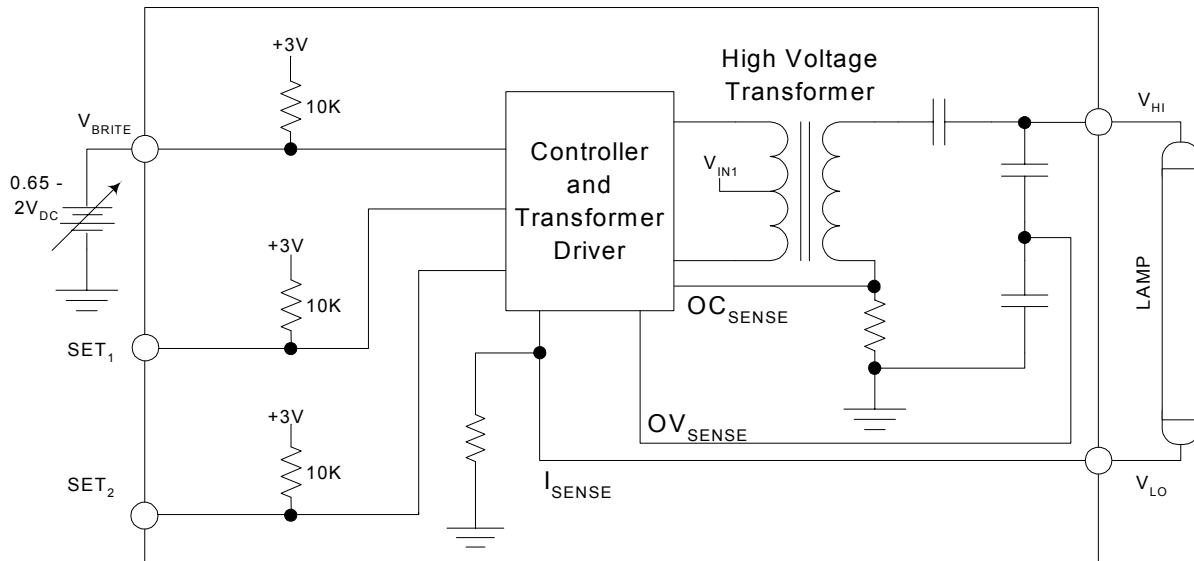 +3V
10K
V_BRITE
0.65 -
2V_DC
+3V
10K
SET_1
+3V
10K
SET_2
Controller
and
Transformer
Driver
High Voltage
Transformer
V_IN1
OC_SENSE
OV_SENSE
I_SENSE
V_HI
LAMP
V_LO